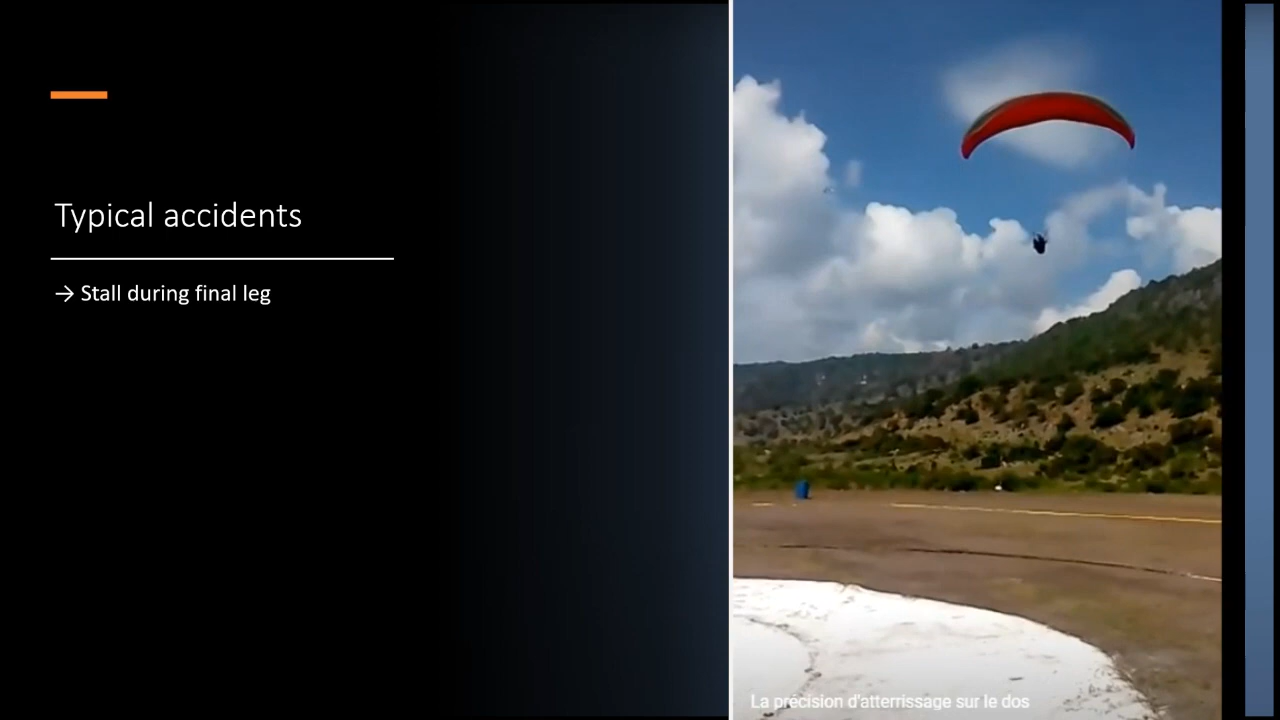 Typical accidents
→ Stall during final leg
La précision d'atterrissage sur le dos